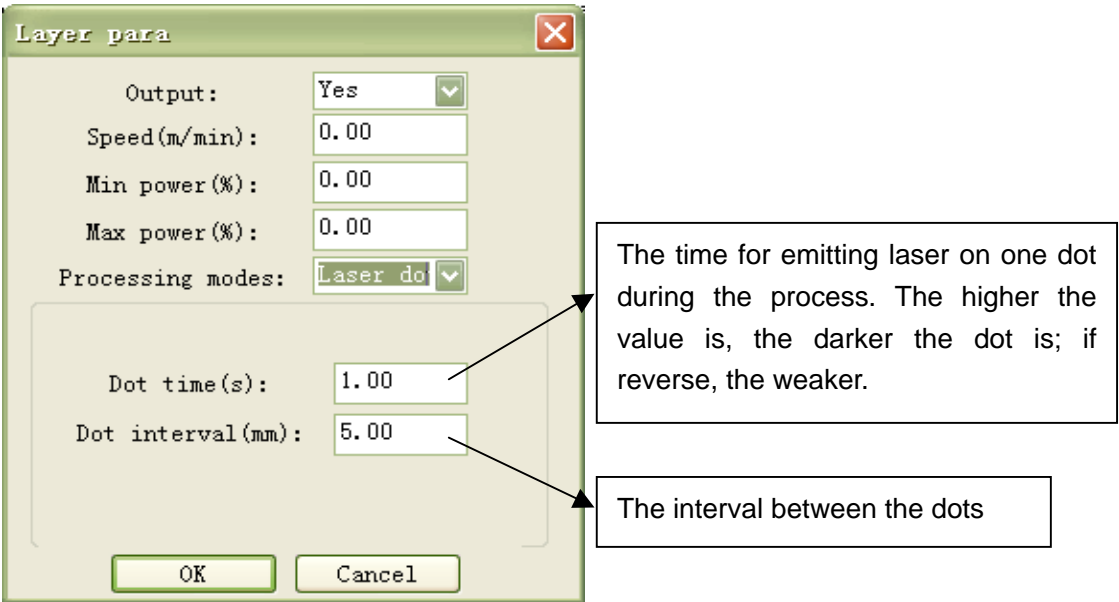 Layer para
Output: Yes
Speed(m/min): 0.00
Min power(%): 0.00
Max power(%): 0.00
Processing modes: Laser do
Dot time(s): 1.00
Dot interval(mm): 5.00
OK Cancel
The time for emitting laser on one dot
during the process. The higher the
value is, the darker the dot is; if
reverse, the weaker.
The interval between the dots